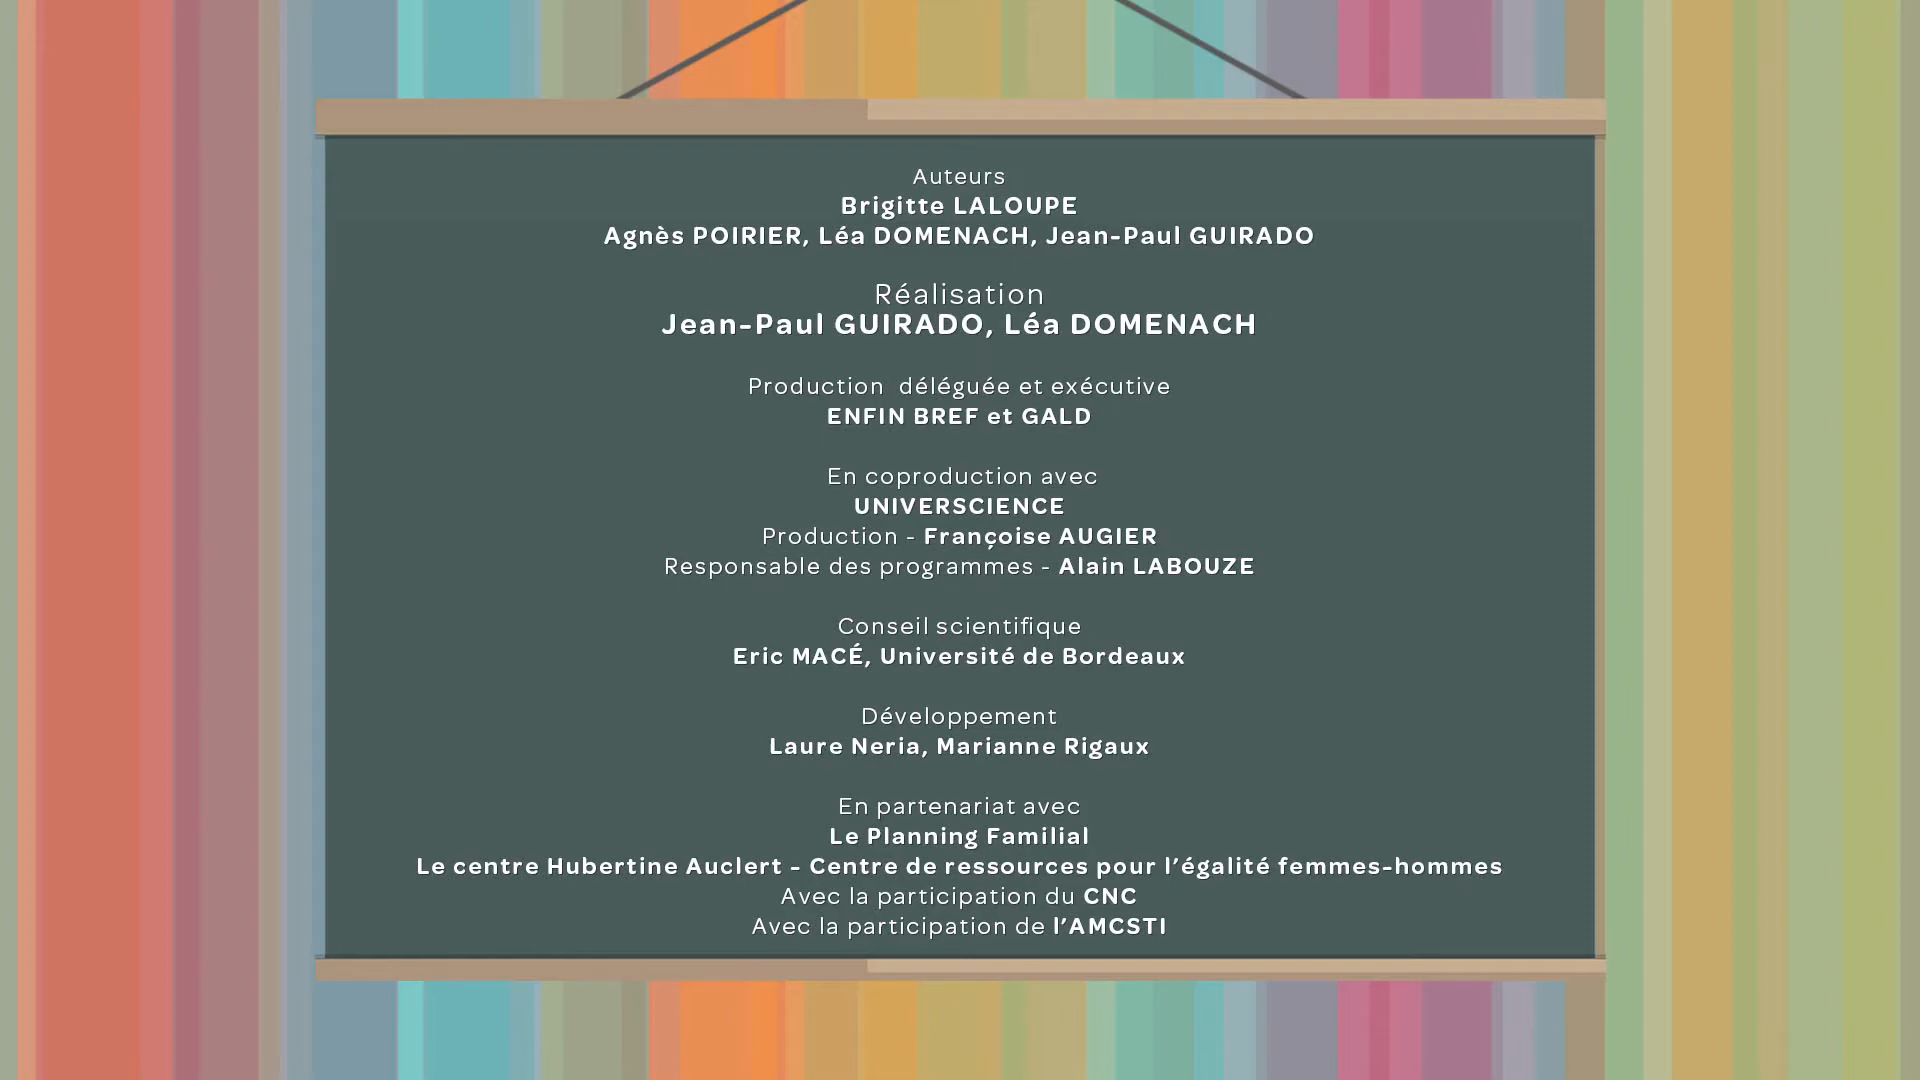 Auteurs
Brigitte LALOUPE
Agnès POIRIER, Léa DOMENACH, Jean-Paul GUIRADO
Réalisation
Jean-Paul GUIRADO, Léa DOMENACH
Production déléguée et exécutive
ENFIN BREF et GALD
En coproduction avec
UNIVERSCIENCE
Production - Françoise AUGIER
Responsable des programmes - Alain LABOUZE
Conseil scientifique
Eric MACÉ, Université de Bordeaux
Développement
Laure Neria, Marianne Rigaux
En partenariat avec
Le Planning Familial
Le centre Hubertine Auclert - Centre de ressources pour l’égalité femmes-hommes
Avec la participation du CNC
Avec la participation de l’AMCSTI